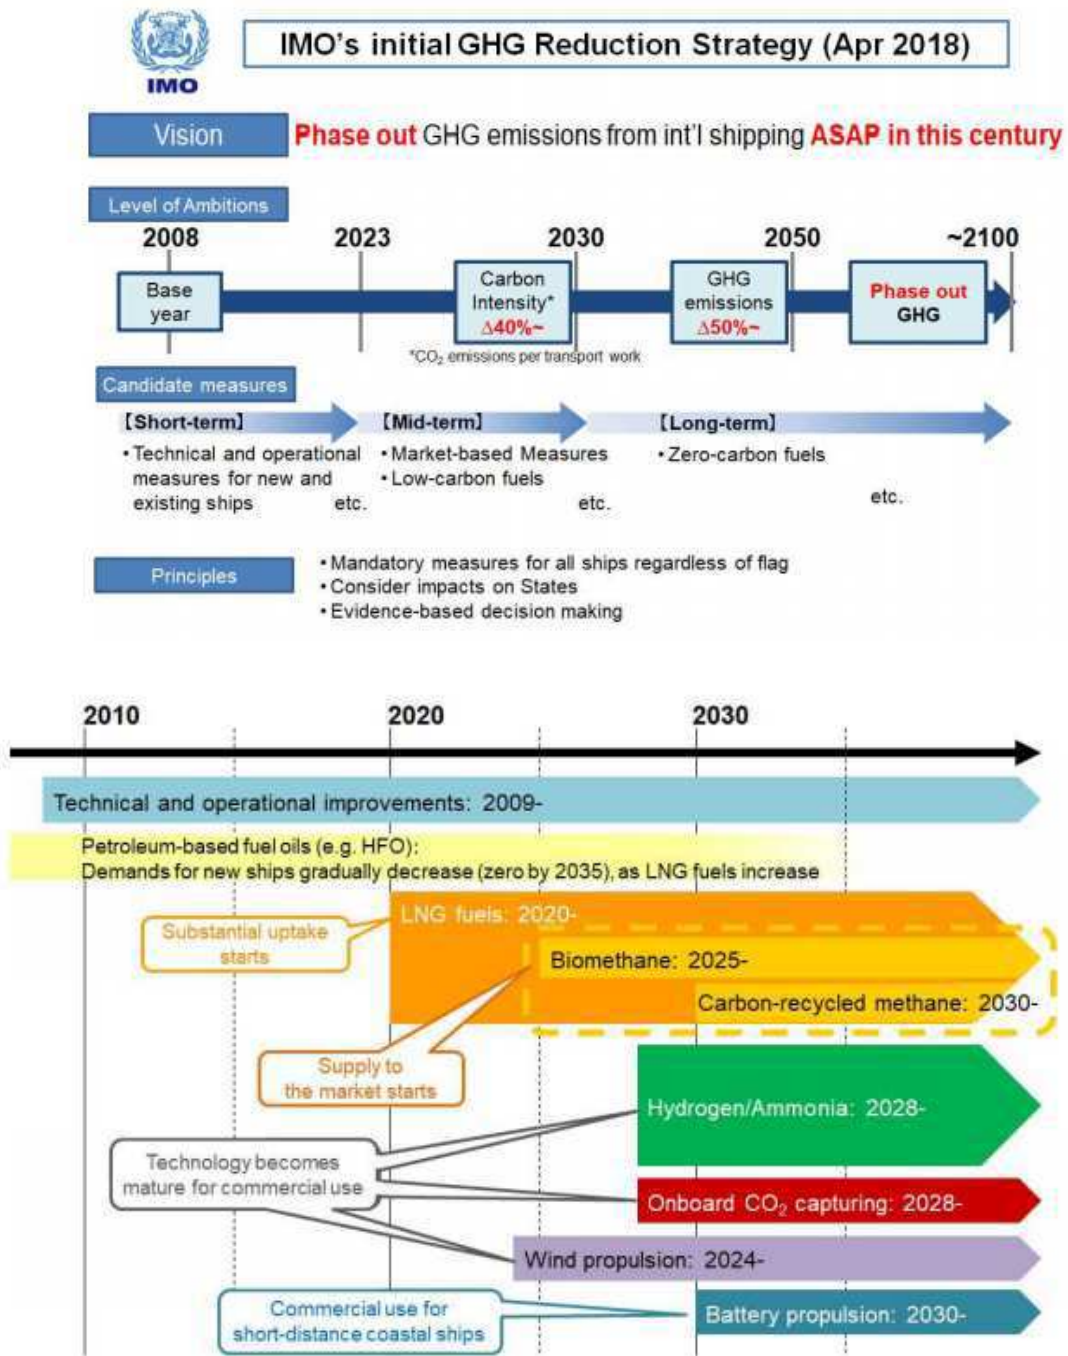 IMO
IMO's initial GHG Reduction Strategy (Apr 2018)
Vision
Phase out GHG emissions from int'l shipping ASAP in this century
Level of Ambitions
2008 2023 2030 2050 ~2100
Base
year
Carbon
Intensity*
Δ40%~
GHG
emissions
Δ50%~
Phase out
GHG
*CO₂ emissions per transport work
Candidate measures
【Short-term】
• Technical and operational
measures for new and
existing ships etc.
【Mid-term】
• Market-based Measures
• Low-carbon fuels
etc.
【Long-term】
• Zero-carbon fuels
etc.
Principles
• Mandatory measures for all ships regardless of flag
• Consider impacts on States
• Evidence-based decision making
2010 2020 2030
Technical and operational improvements: 2009-
Petroleum-based fuel oils (e.g. HFO):
Demands for new ships gradually decrease (zero by 2035), as LNG fuels increase
Substantial uptake
starts
LNG fuels: 2020-
Biomethane: 2025-
Carbon-recycled methane: 2030-
Supply to
the market starts
Hydrogen/Ammonia: 2028-
Technology becomes
mature for commercial use
Onboard CO₂ capturing: 2028-
Wind propulsion: 2024-
Commercial use for
short-distance coastal ships
Battery propulsion: 2030-